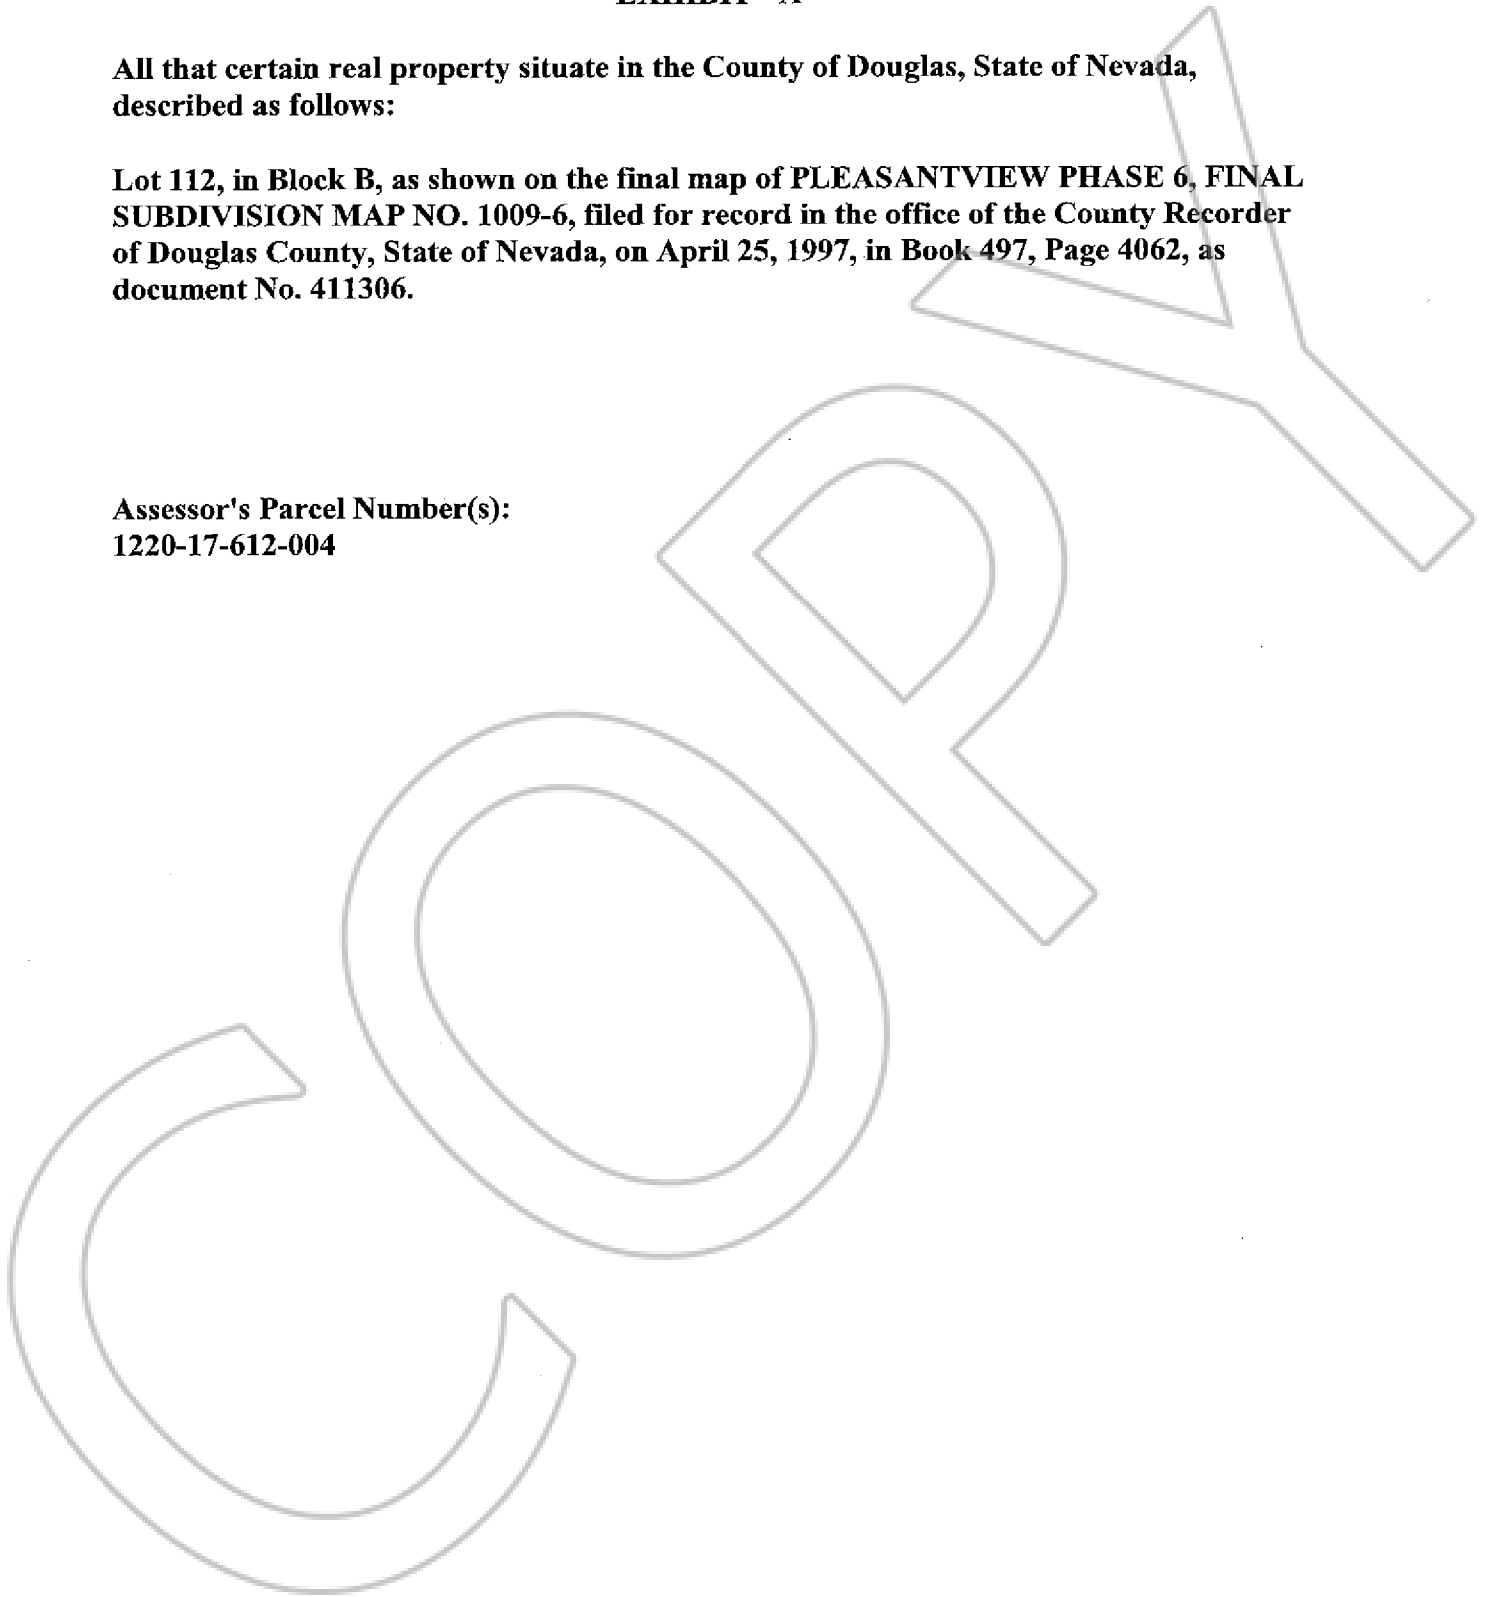 EXHIBIT "A"
All that certain real property situate in the County of Douglas, State of Nevada,
described as follows:
Lot 112, in Block B, as shown on the final map of PLEASANTVIEW PHASE 6, FINAL
SUBDIVISION MAP NO. 1009-6, filed for record in the office of the County Recorder
of Douglas County, State of Nevada, on April 25, 1997, in Book 497, Page 4062, as
document No. 411306.
Assessor's Parcel Number(s):
1220-17-612-004
COPY